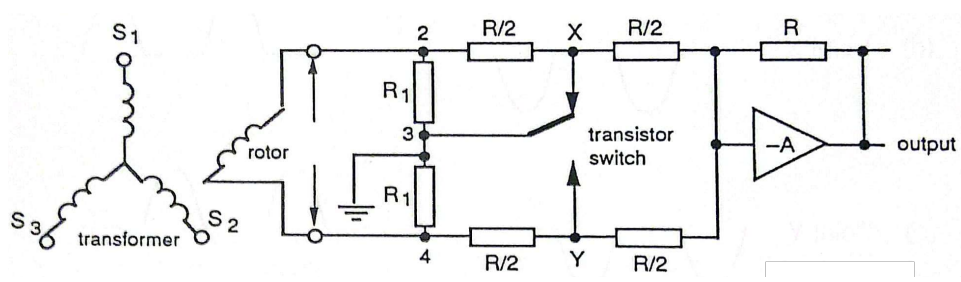 S1
2 R/2 X R/2 R
R1
3
rotor
transistor
switch
-A
output
R1
S3
S2
transformer
4 R/2 Y R/2